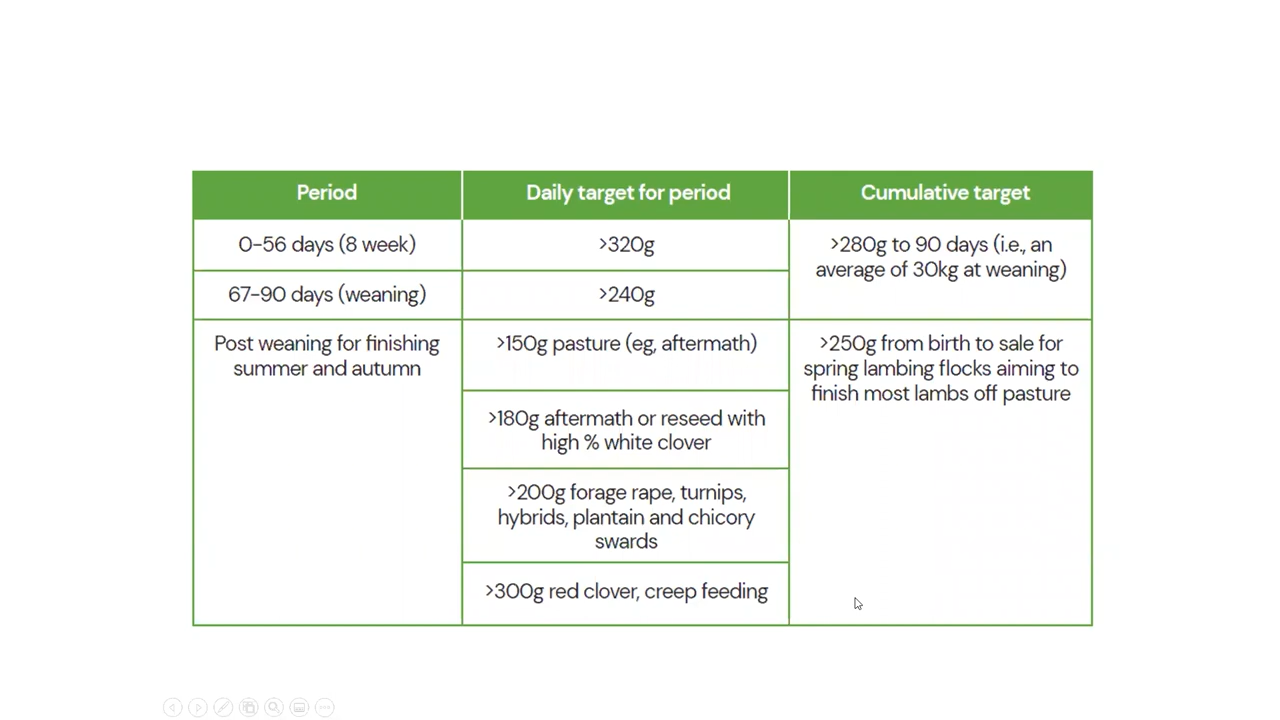 Period
Daily target for period
Cumulative target
0-56 days (8 week)
>320g
>280g to 90 days (i.e., an
average of 30kg at weaning)
67-90 days (weaning)
>240g
Post weaning for finishing
summer and autumn
>150g pasture (eg, aftermath)
>250g from birth to sale for
spring lambing flocks aiming to
finish most lambs off pasture
>180g aftermath or reseed with
high % white clover
>200g forage rape, turnips,
hybrids, plantain and chicory
swards
>300g red clover, creep feeding